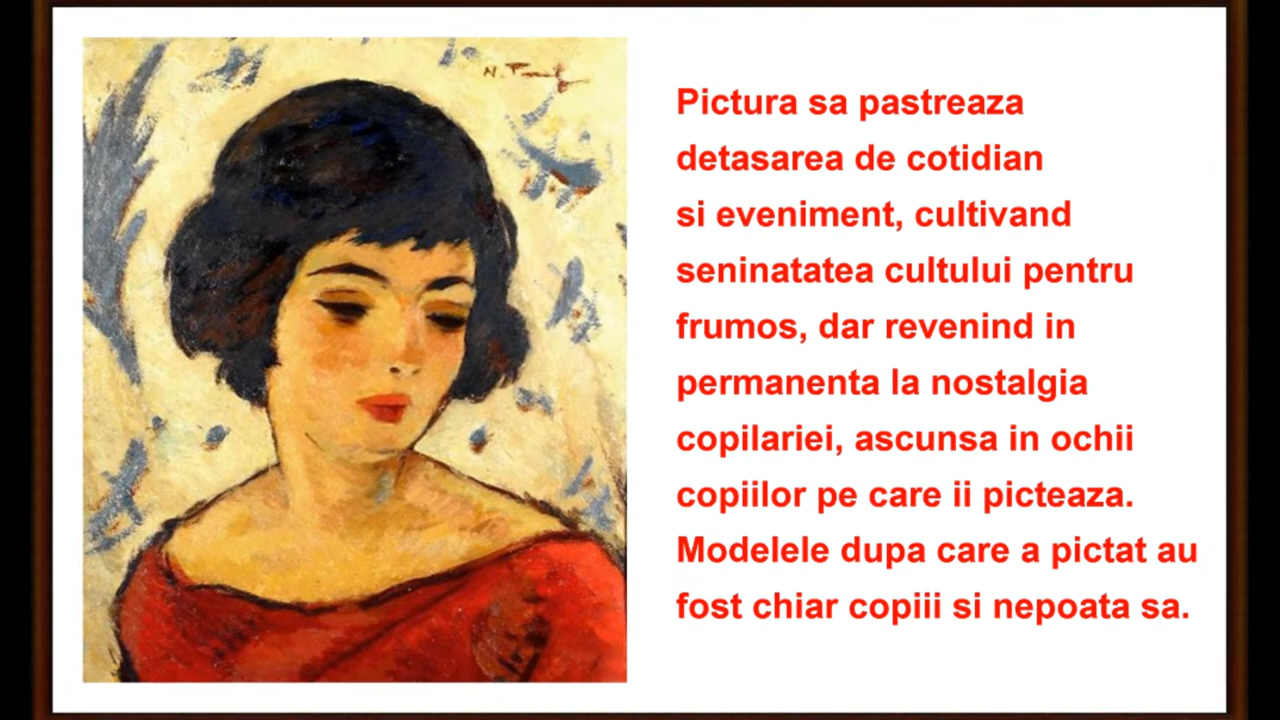 Pictura sa pastreaza
detasarea de cotidian
si eveniment, cultivand
seninatatea cultului pentru
frumos, dar revenind in
permanenta la nostalgia
copilariei, ascunsa in ochii
copiilor pe care ii picteaza.
Modelele dupa care a pictat au
fost chiar copiii si nepoata sa.